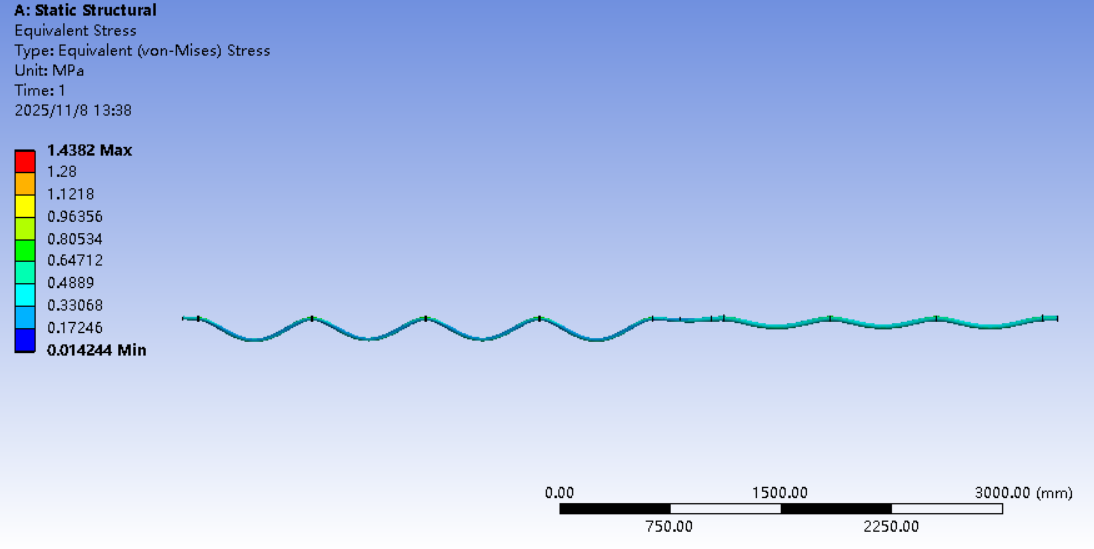 A: Static Structural
Equivalent Stress
Type: Equivalent (von-Mises) Stress
Unit: MPa
Time: 1
2025/11/8 13:38
1.4382 Max
1.28
1.1218
0.96356
0.80534
0.64712
0.4889
0.33068
0.17246
0.014244 Min
0.00 1500.00 3000.00 (mm)
750.00 2250.00